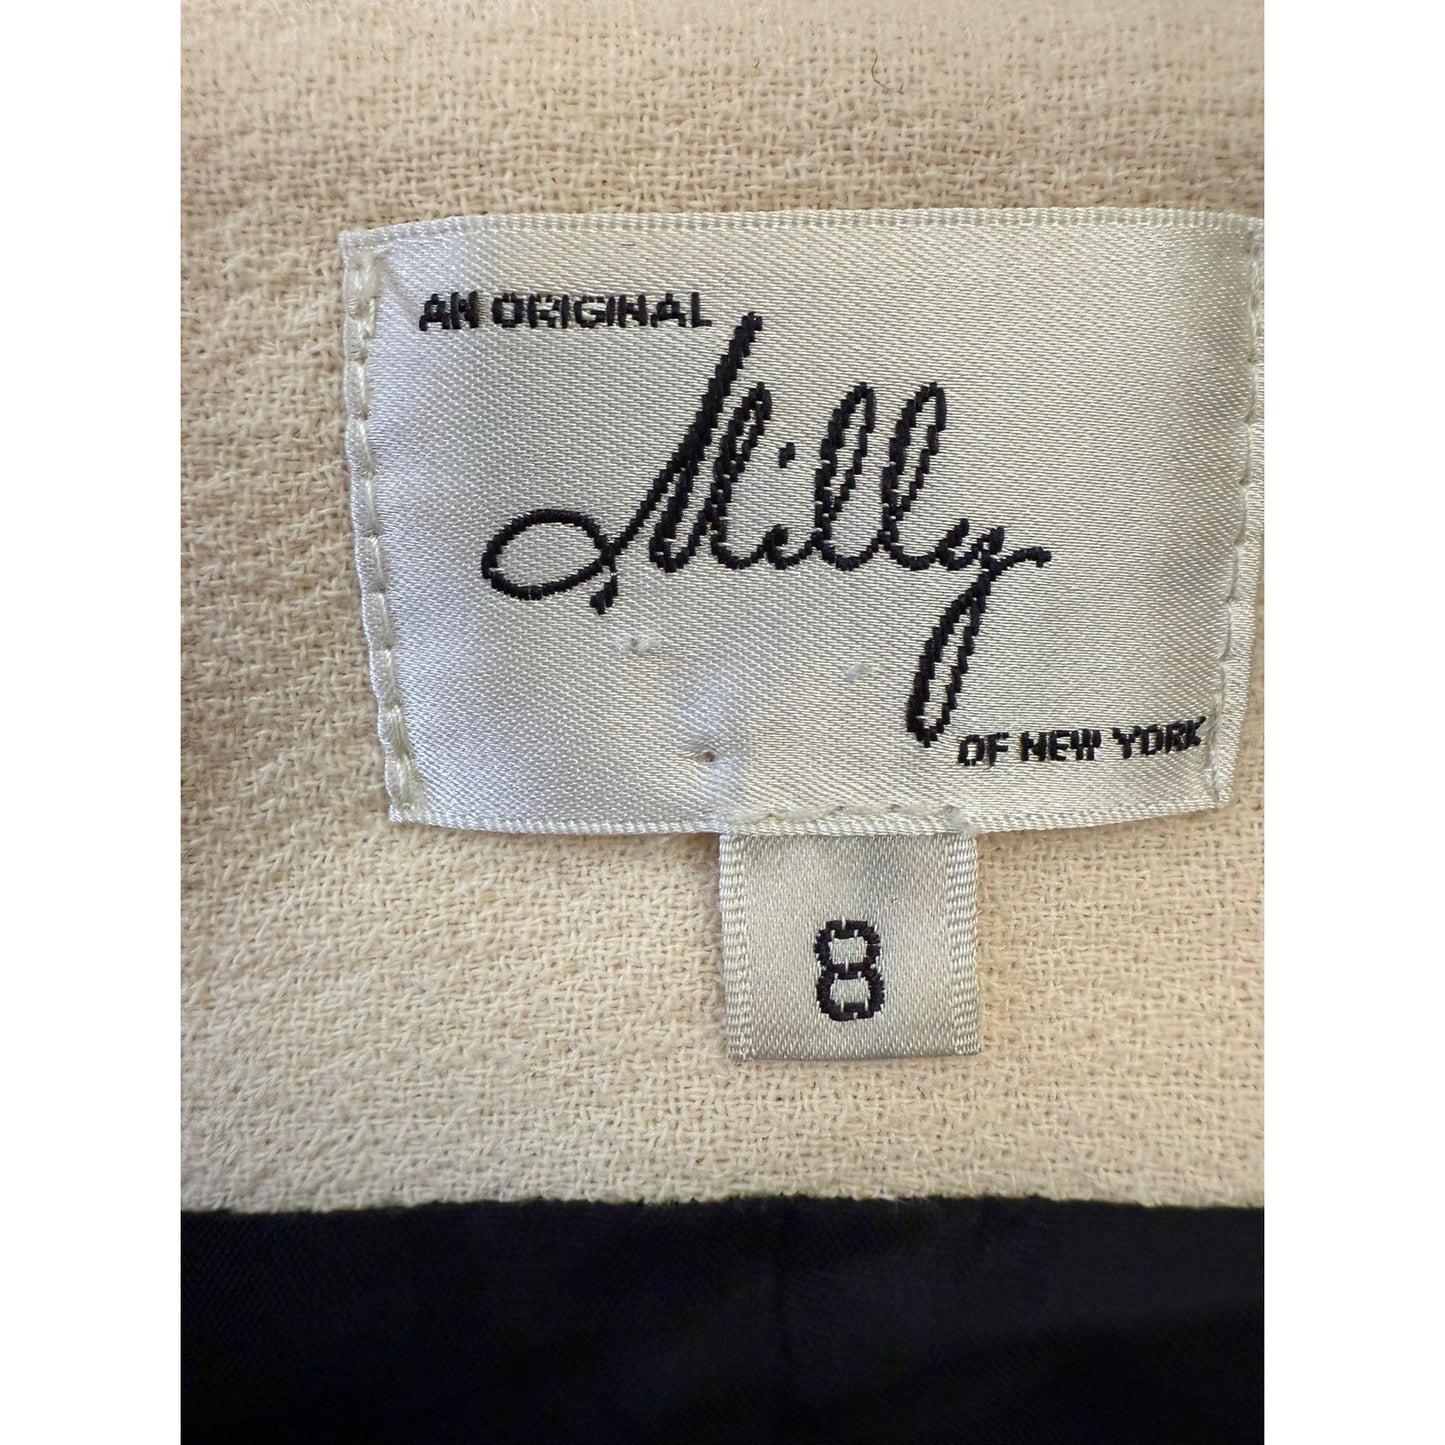 AN ORIGINAL
Milly
OF NEW YORK
8